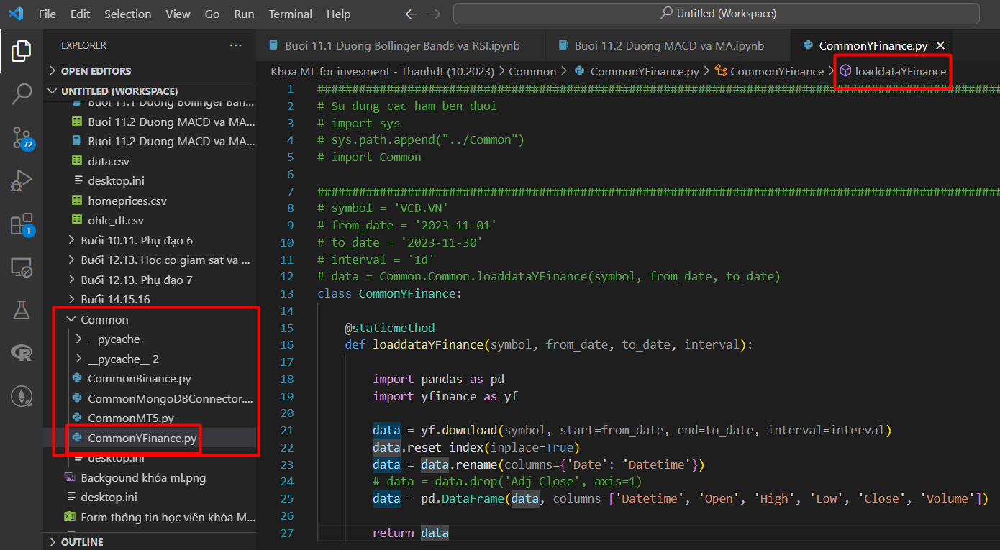 File Edit Selection View Go Run Terminal Help
Untitled (Workspace)
EXPLORER
OPEN EDITORS
UNTITLED (WORKSPACE)
Buoi 11.1 Duong Bollinger Ban...
Buoi 11.2 Duong MACD va MA...
Buoi 11.2 Duong MACD va MA...
data.csv
desktop.ini
homeprices.csv
ohlc_df.csv
Buổi 10.11. Phụ đạo 6
Buổi 12.13. Hoc co giam sat va ...
Buổi 12.13. Phụ đạo 7
Buổi 14.15.16
Common
__pycache__
__pycache__ 2
CommonBinance.py
CommonMongoDBConnector....
CommonMT5.py
CommonYFinance.py
desktop.ini
Backgound khóa ml.png
desktop.ini
Form thông tin học viên khóa M...
OUTLINE
72
1
Buoi 11.1 Duong Bollinger Bands va RSI.ipynb
Buoi 11.2 Duong MACD va MA.ipynb
CommonYFinance.py
Khoa ML for invesment - Thanhdt (10.2023) > Common > CommonYFinance.py > CommonYFinance > loaddataYFinance
1 ####################################################################################################
2 # Su dung cac ham ben duoi
3 # import sys
4 # sys.path.append("../Common")
5 # import Common
6
7 ####################################################################################################
8 # symbol = 'VCB.VN'
9 # from_date = '2023-11-01'
10 # to_date = '2023-11-30'
11 # interval = '1d'
12 # data = Common.Common.loaddataYFinance(symbol, from_date, to_date)
13 class CommonYFinance:
14
15 @staticmethod
16 def loaddataYFinance(symbol, from_date, to_date, interval):
17
18 import pandas as pd
19 import yfinance as yf
20
21 data = yf.download(symbol, start=from_date, end=to_date, interval=interval)
22 data.reset_index(inplace=True)
23 data = data.rename(columns={'Date': 'Datetime'})
24 # data = data.drop('Adj Close', axis=1)
25 data = pd.DataFrame(data, columns=['Datetime', 'Open', 'High', 'Low', 'Close', 'Volume'])
26
27 return data